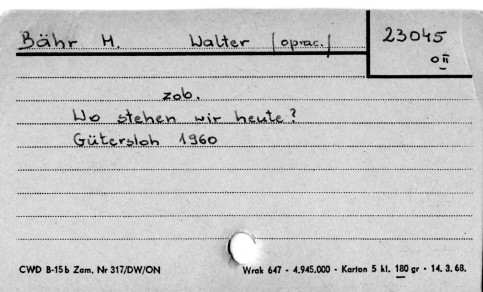 Bähr H. Walter (oprac.) 23045
OII
zob.
Wo stehen wir heute?
Gütersloh 1960
CWD B-15b Zam. Nr 317/DW/ON Wrak 647 - 4.945.000 - Karton 5 kl. 180 gr - 14. 3. 68.